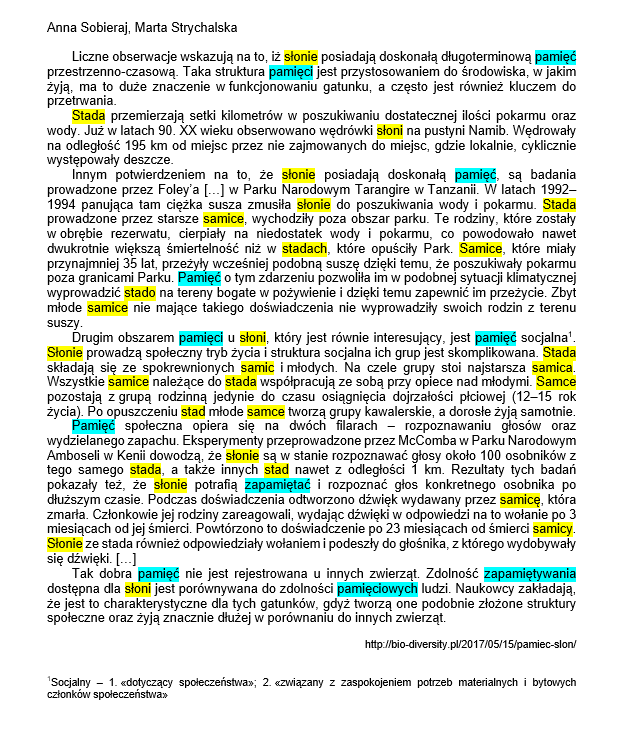 Anna Sobieraj, Marta Strychalska
Liczne obserwacje wskazują na to, iż słonie posiadają doskonałą długoterminową pamięć
przestrzenno-czasową. Taka struktura pamięci jest przystosowaniem do środowiska, w jakim
żyją, ma to duże znaczenie w funkcjonowaniu gatunku, a często jest również kluczem do
przetrwania.
Stada przemierzają setki kilometrów w poszukiwaniu dostatecznej ilości pokarmu oraz
wody. Już w latach 90. XX wieku obserwowano wędrówki słoni na pustyni Namib. Wędrowały
na odległość 195 km od miejsc przez nie zajmowanych do miejsc, gdzie lokalnie, cyklicznie
występowały deszcze.
Innym potwierdzeniem na to, że słonie posiadają doskonałą pamięć, są badania
prowadzone przez Foley’a […] w Parku Narodowym Tarangire w Tanzanii. W latach 1992–
1994 panująca tam ciężka susza zmusiła słonie do poszukiwania wody i pokarmu. Stada
prowadzone przez starsze samice, wychodziły poza obszar parku. Te rodziny, które zostały
w obrębie rezerwatu, cierpiały na niedostatek wody i pokarmu, co powodowało nawet
dwukrotnie większą śmiertelność niż w stadach, które opuściły Park. Samice, które miały
przynajmniej 35 lat, przeżyły wcześniej podobną suszę dzięki temu, że poszukiwały pokarmu
poza granicami Parku. Pamięć o tym zdarzeniu pozwoliła im w podobnej sytuacji klimatycznej
wyprowadzić stado na tereny bogate w pożywienie i dzięki temu zapewnić im przeżycie. Zbyt
młode samice nie mające takiego doświadczenia nie wyprowadziły swoich rodzin z terenu
suszy.
Drugim obszarem pamięci u słoni, który jest równie interesujący, jest pamięć socjalna¹.
Słonie prowadzą społeczny tryb życia i struktura socjalna ich grup jest skomplikowana. Stada
składają się ze spokrewnionych samic i młodych. Na czele grupy stoi najstarsza samica.
Wszystkie samice należące do stada współpracują ze sobą przy opiece nad młodymi. Samce
pozostają z grupą rodzinną jedynie do czasu osiągnięcia dojrzałości płciowej (12–15 rok
życia). Po opuszczeniu stad młode samce tworzą grupy kawalerskie, a dorosłe żyją samotnie.
Pamięć społeczna opiera się na dwóch filarach – rozpoznawaniu głosów oraz
wydzielanego zapachu. Eksperymenty przeprowadzone przez McComba w Parku Narodowym
Amboseli w Kenii dowodzą, że słonie są w stanie rozpoznać głosy około 100 osobników z
tego samego stada, a także innych stad nawet z odległości 1 km. Rezultaty tych badań
pokazały też, że słonie potrafią zapamiętać i rozpoznać głos konkretnego osobnika po
dłuższym czasie. Podczas doświadczenia odtworzono dźwięk wydawany przez samicę, która
zmarła. Członkowie jej rodziny zareagowali, wydając dźwięki w odpowiedzi na to wołanie po 3
miesiącach od jej śmierci. Powtórzono to doświadczenie po 23 miesiącach od śmierci samicy.
Słonie ze stada również odpowiedziały wołaniem i podeszły do głośnika, z którego wydobywały
się dźwięki. […]
Tak dobra pamięć nie jest rejestrowana u innych zwierząt. Zdolność zapamiętywania
dostępna dla słoni jest porównywana do zdolności pamięciowych ludzi. Naukowcy zakładają,
że jest to charakterystyczne dla tych gatunków, gdyż tworzą one podobnie złożone struktury
społeczne oraz żyją znacznie dłużej w porównaniu do innych zwierząt.
http://bio-diversity.pl/2017/05/15/pamiec-slon/
¹Socjalny – 1. «dotyczący społeczeństwa»; 2. «związany z zaspokojeniem potrzeb materialnych i bytowych
członków społeczeństwa»